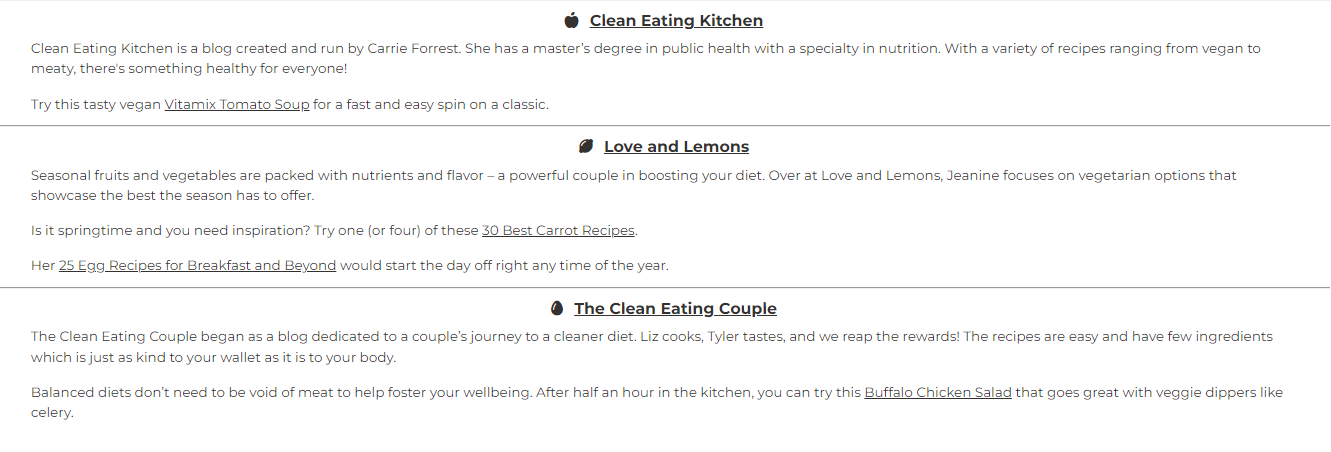 Clean Eating Kitchen
Clean Eating Kitchen is a blog created and run by Carrie Forrest. She has a master’s degree in public health with a specialty in nutrition. With a variety of recipes ranging from vegan to
meaty, there's something healthy for everyone!
Try this tasty vegan Vitamix Tomato Soup for a fast and easy spin on a classic.
Love and Lemons
Seasonal fruits and vegetables are packed with nutrients and flavor – a powerful couple in boosting your diet. Over at Love and Lemons, Jeanine focuses on vegetarian options that
showcase the best the season has to offer.
Is it springtime and you need inspiration? Try one (or four) of these 30 Best Carrot Recipes.
Her 25 Egg Recipes for Breakfast and Beyond would start the day off right any time of the year.
The Clean Eating Couple
The Clean Eating Couple began as a blog dedicated to a couple’s journey to a cleaner diet. Liz cooks, Tyler tastes, and we reap the rewards! The recipes are easy and have few ingredients
which is just as kind to your wallet as it is to your body.
Balanced diets don’t need to be void of meat to help foster your wellbeing. After half an hour in the kitchen, you can try this Buffalo Chicken Salad that goes great with veggie dippers like
celery.